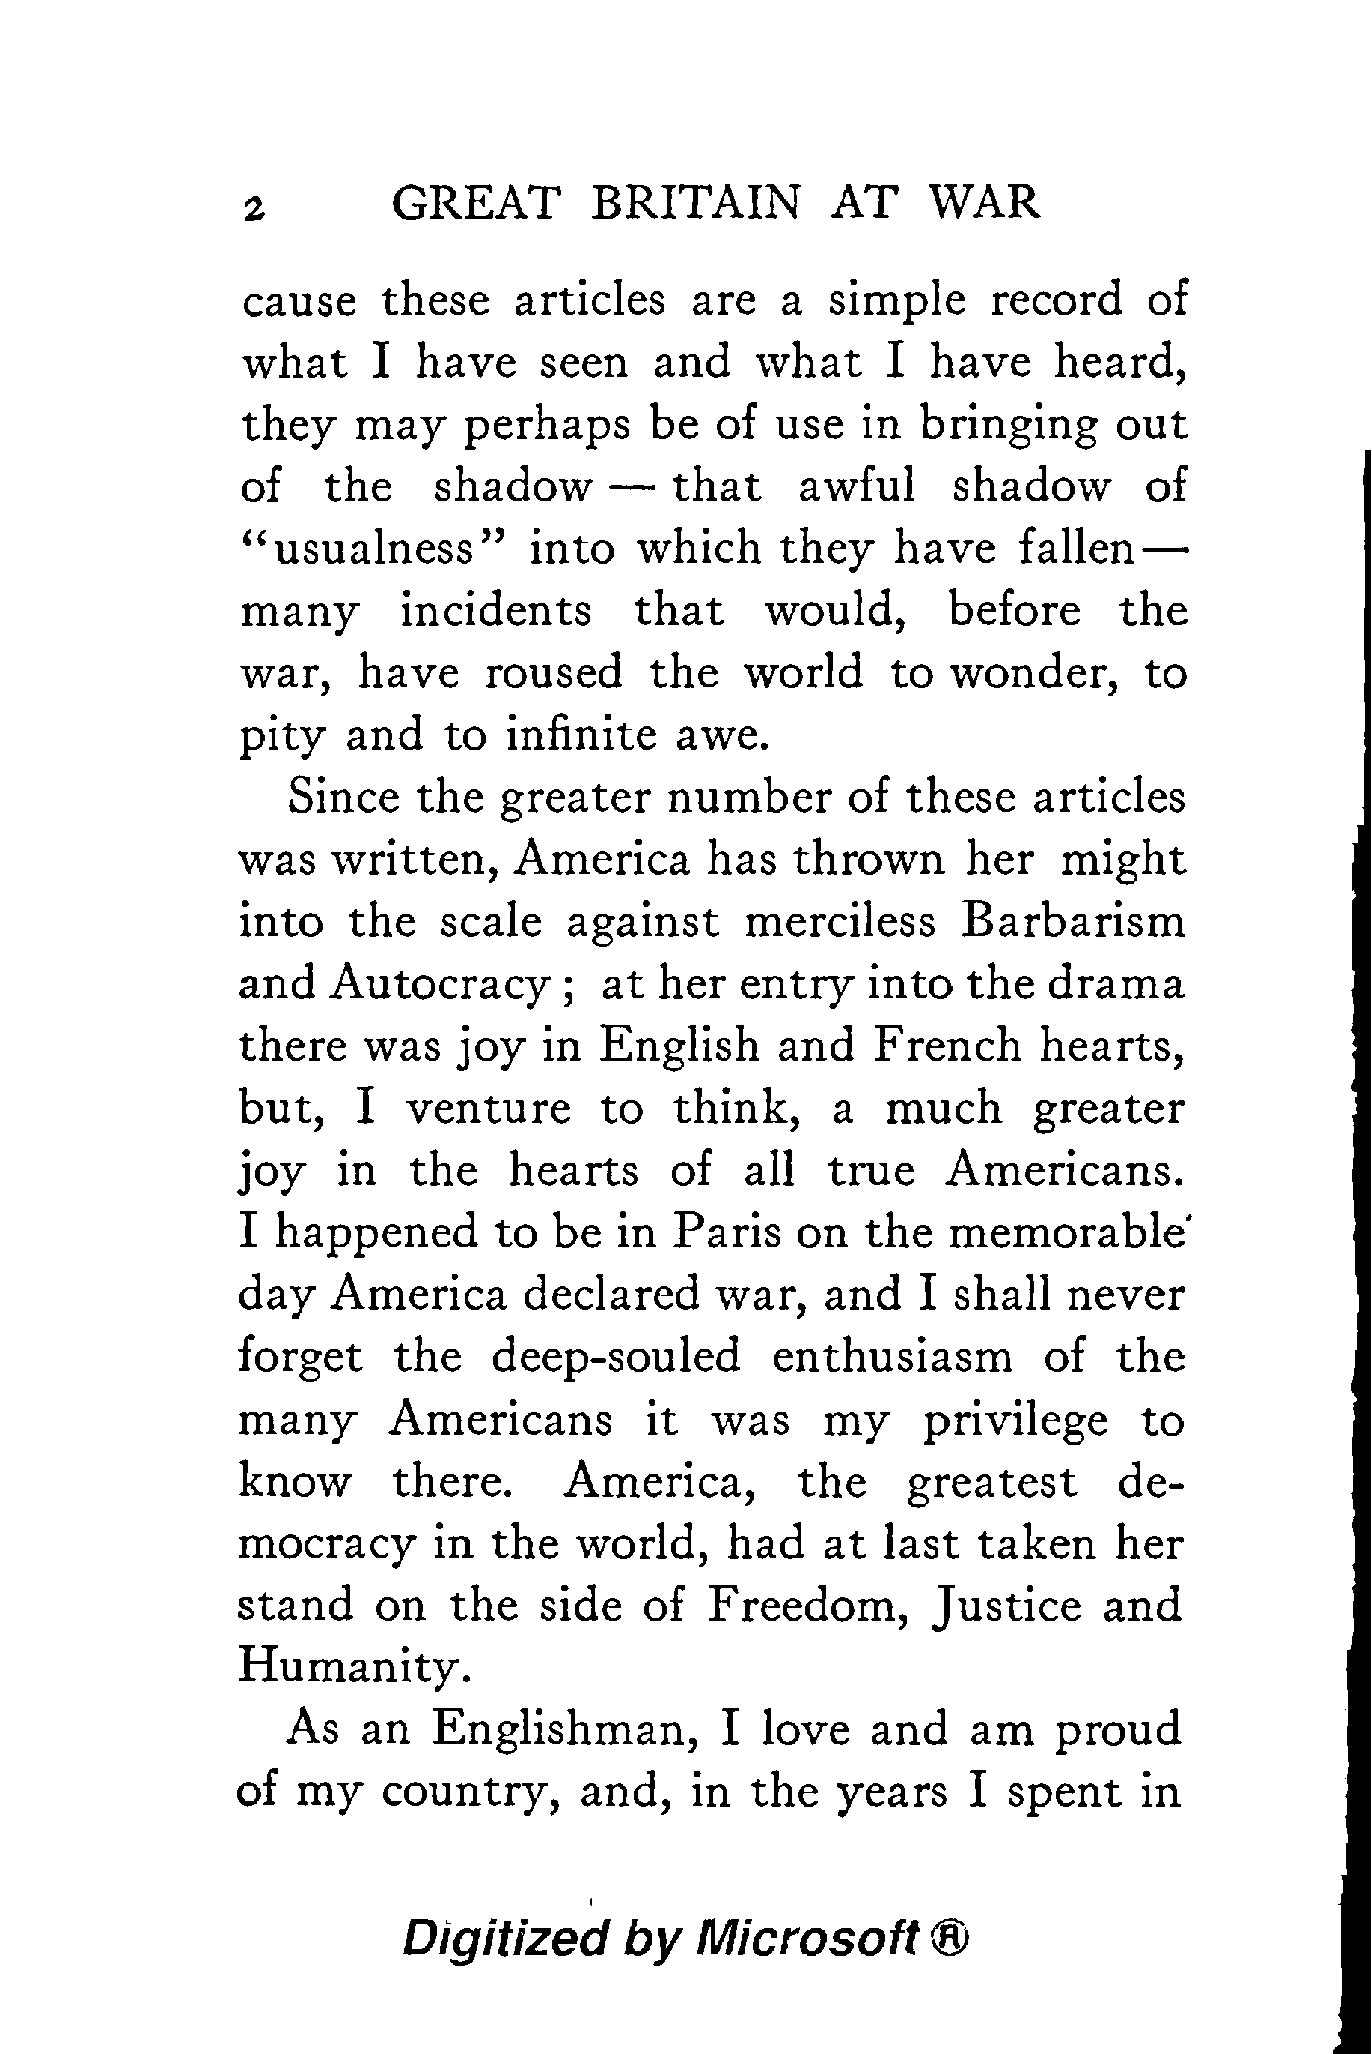 2 GREAT BRITAIN AT WAR
cause these articles are a simple record of
what I have seen and what I have heard,
they may perhaps be of use in bringing out
of the shadow — that awful shadow of
"usualness" into which they have fallen—
many incidents that would, before the
war, have roused the world to wonder, to
pity and to infinite awe.
Since the greater number of these articles
was written, America has thrown her might
into the scale against merciless Barbarism
and Autocracy; at her entry into the drama
there was joy in English and French hearts,
but, I venture to think, a much greater
joy in the hearts of all true Americans.
I happened to be in Paris on the memorable
day America declared war, and I shall never
forget the deep-souled enthusiasm of the
many Americans it was my privilege to
know there. America, the greatest de-
mocracy in the world, had at last taken her
stand on the side of Freedom, Justice and
Humanity.
As an Englishman, I love and am proud
of my country, and, in the years I spent in
Digitized by Microsoft ®